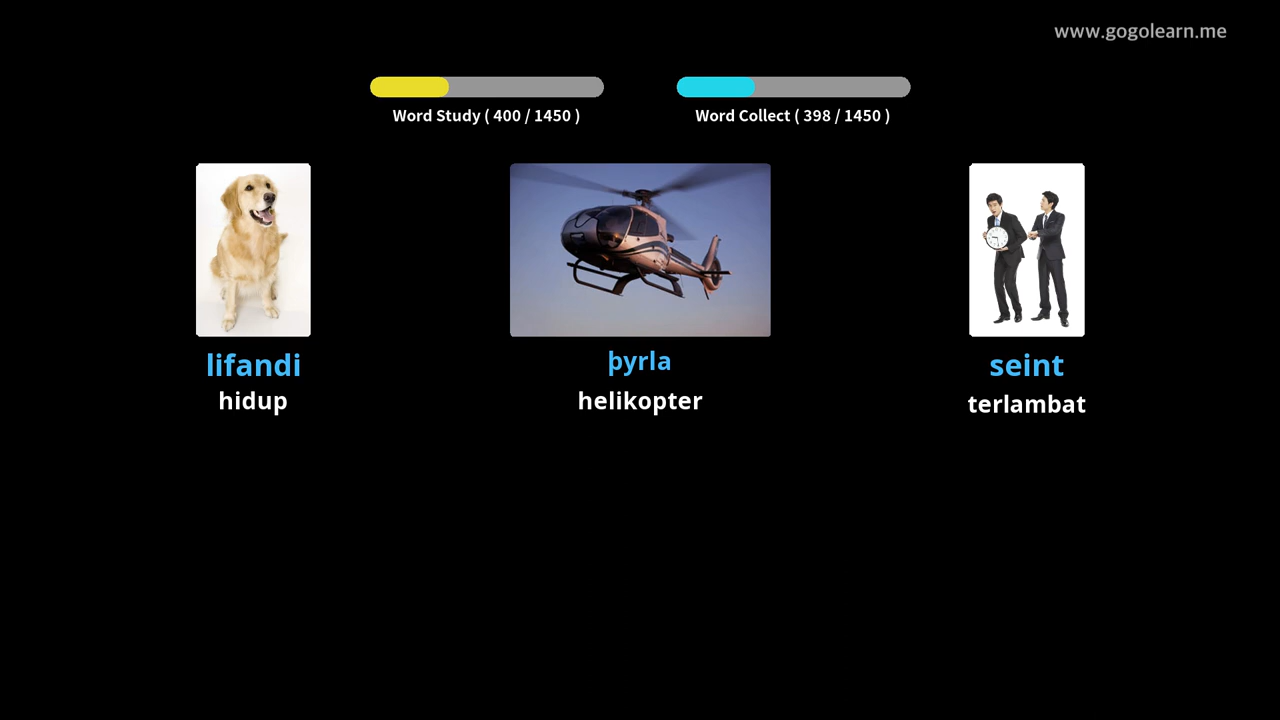 www.gogolearn.me
Word Study ( 400 / 1450 )
Word Collect ( 398 / 1450 )
lifandi
hidup
þyrla
helikopter
seint
terlambat